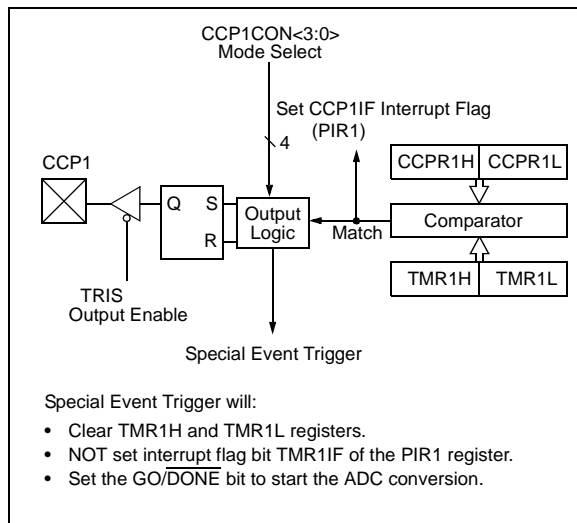 CCP1CON<3:0>
Mode Select
Set CCP1IF Interrupt Flag
(PIR1)
4
CCP1
CCPR1H CCPR1L
Q S
R
Output
Logic
Match
Comparator
TRIS
Output Enable
TMR1H TMR1L
Special Event Trigger
Special Event Trigger will:
• Clear TMR1H and TMR1L registers.
• NOT set interrupt flag bit TMR1IF of the PIR1 register.
• Set the GO/DONE bit to start the ADC conversion.